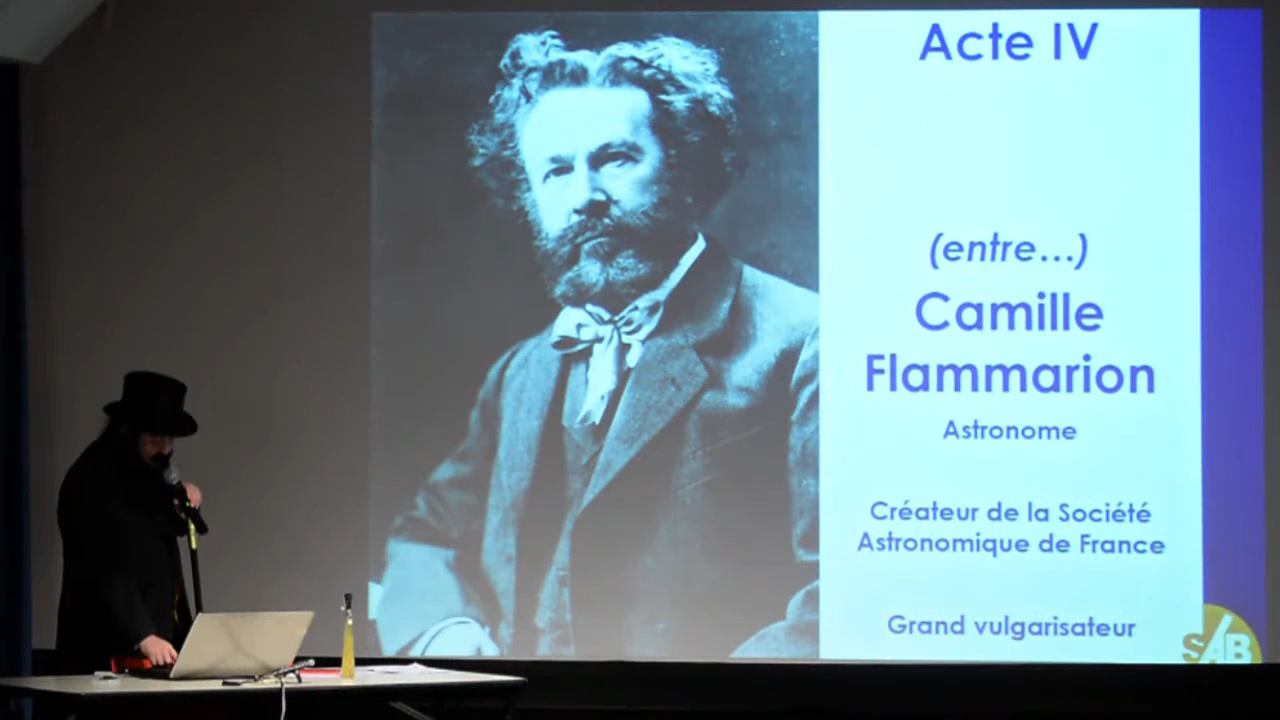 Acte IV
(entre...)
Camille
Flammarion
Astronome
Créateur de la Société
Astronomique de France
Grand vulgarisateur
SAB